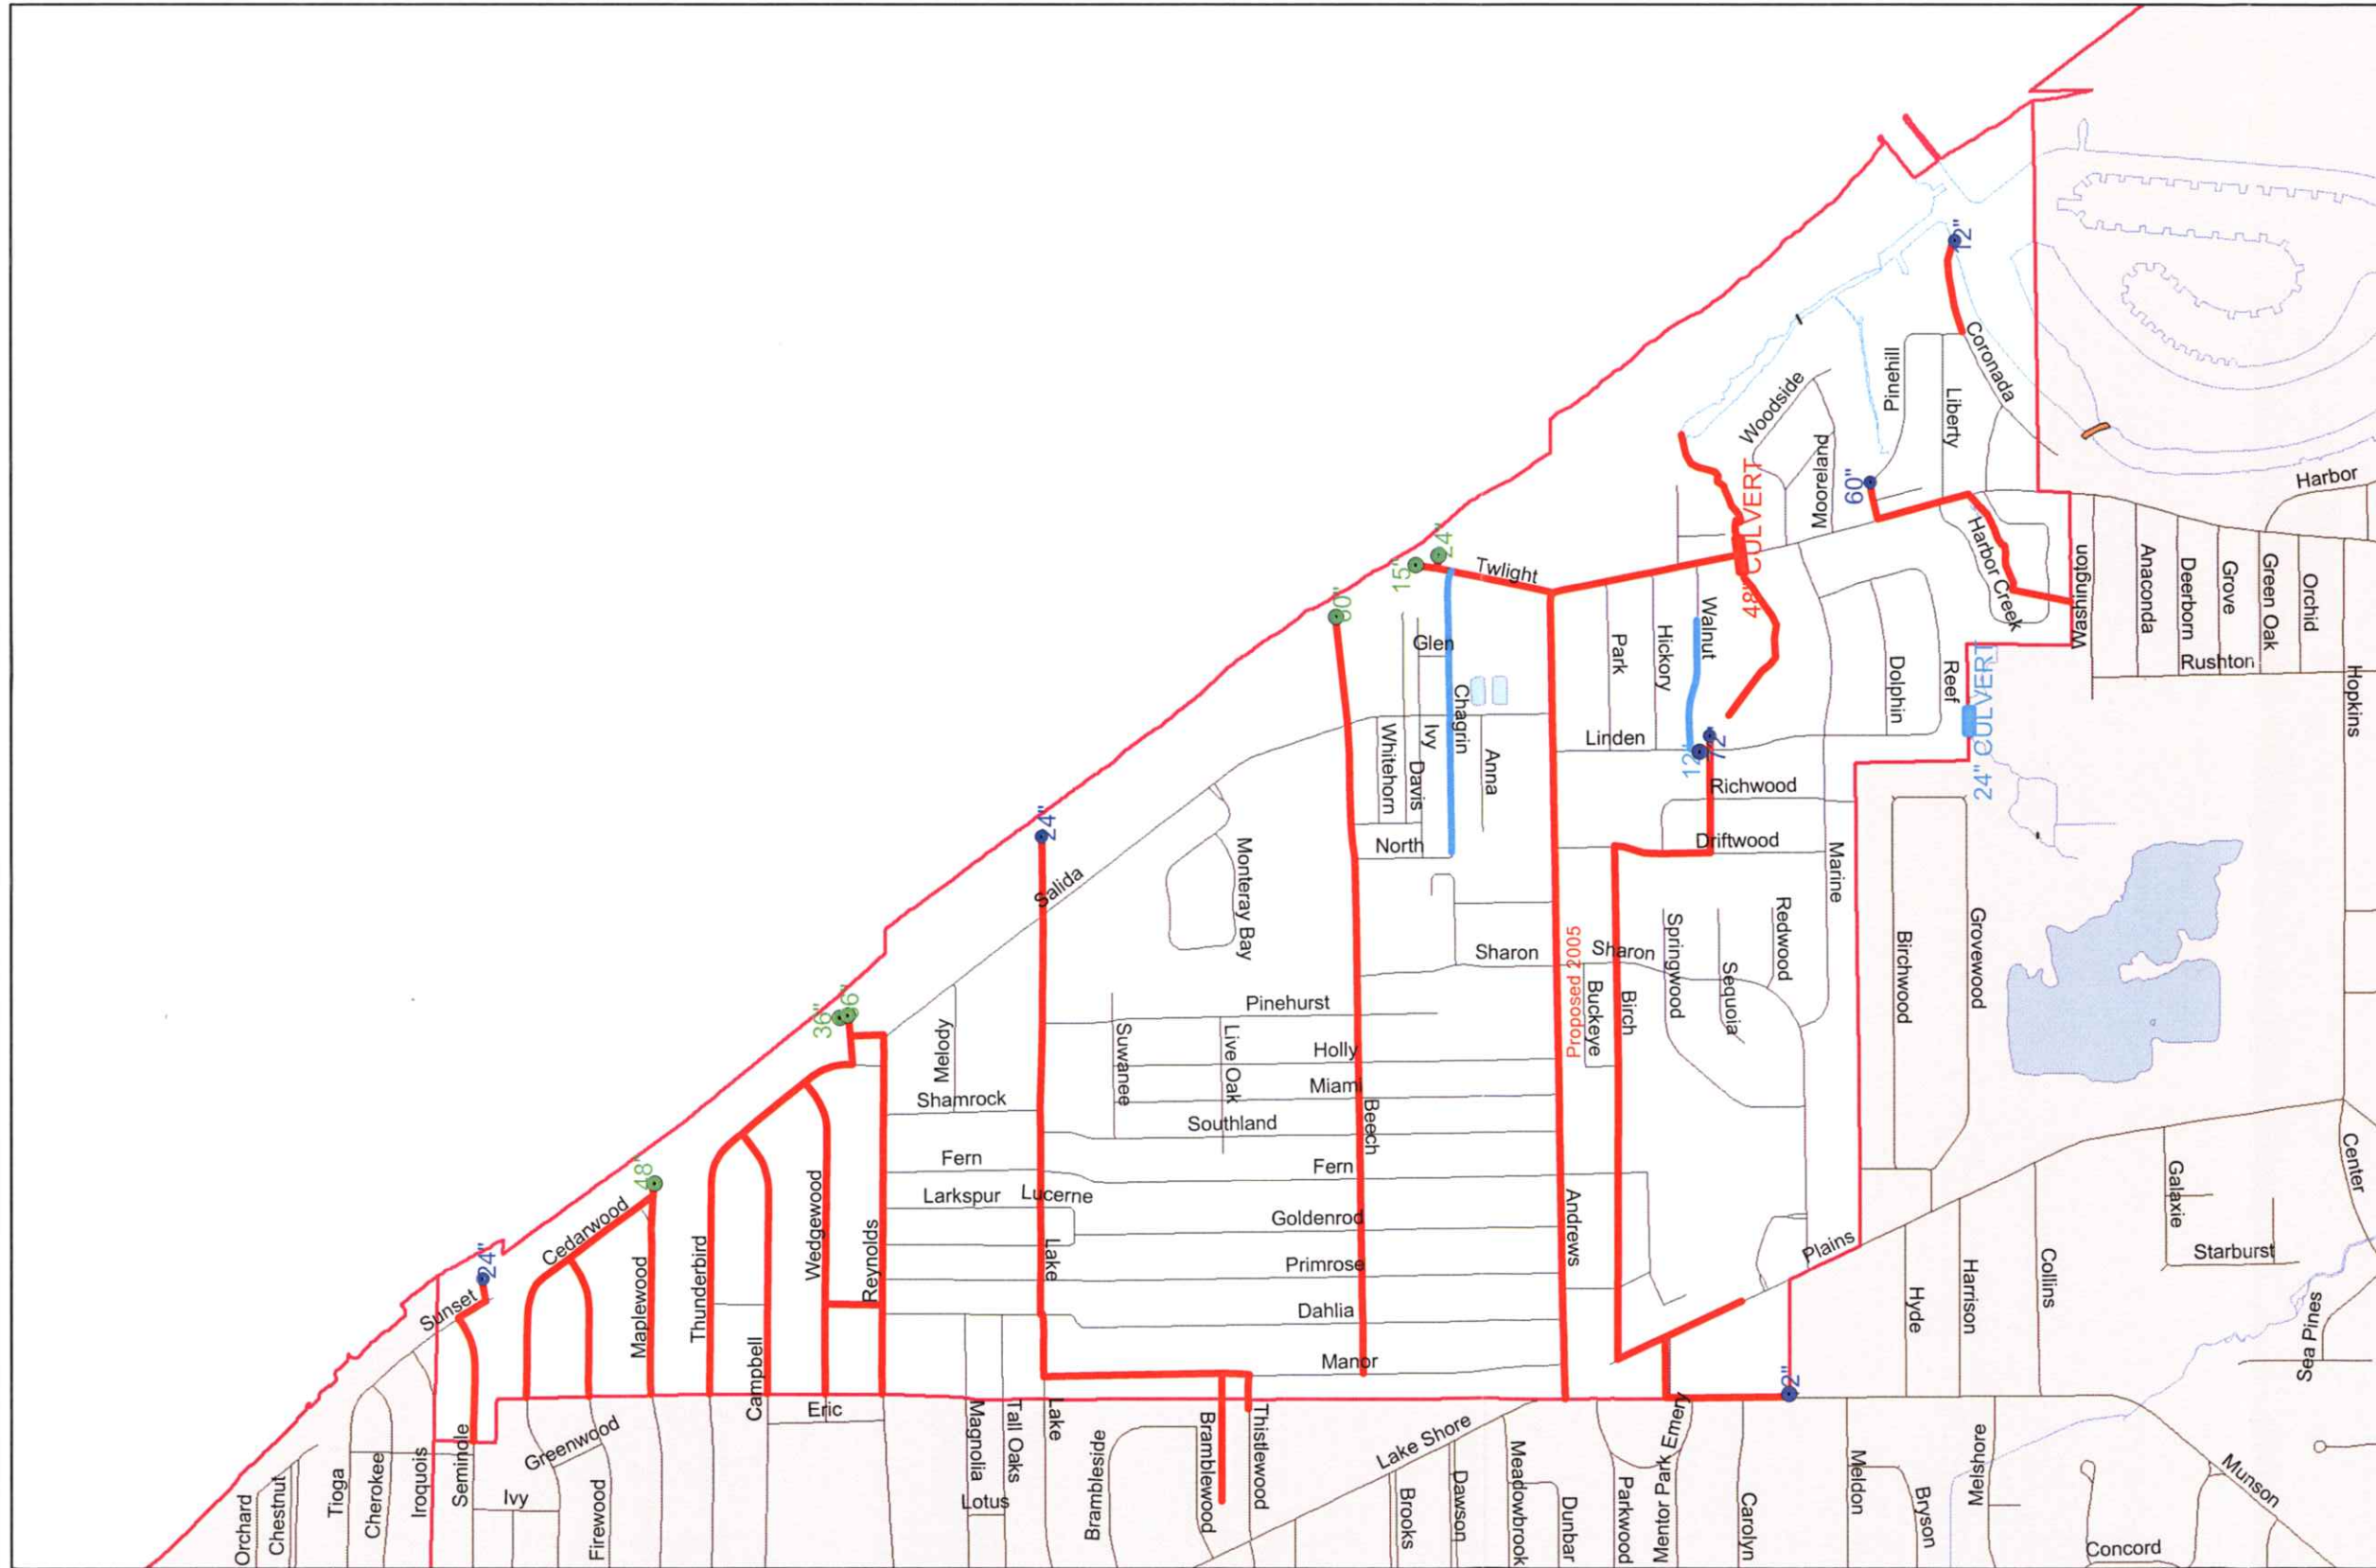 12"
Coronada
Pinehill
Liberty
Woodside
Mooreland
60"
48" CULVERT
Harbor
Harbor Creek
Washington
Anaconda
Deerborn
Grove
Green Oak
Orchid
Rushton
Hopkins
24"
15"
Twlight
60"
Glen
Chagrin
Ivy
Davis
Whitehorn
Anna
North
Park
Hickory
Walnut
Linden
12"
72"
Dolphin
Reef
24" CULVERT
Richwood
Driftwood
Marine
24"
Salida
Monteray Bay
Sharon
Proposed 2005
Sharon
Buckeye
Birch
Springwood
Sequoia
Redwood
Birchwood
Grovewood
36"
Melody
Suwanee
Pinehurst
Live Oak
Holly
Miami
Shamrock
Southland
Beech
Fern
Fern
Larkspur
Lucerne
Goldenrod
Andrews
Primrose
Dahlia
Manor
Lake
Plains
Center
Galaxie
Starburst
Collins
Harrison
Hyde
Sea Pines
48"
Cedarwood
Maplewood
Thunderbird
Wedgewood
Reynolds
Campbell
24"
Sunset
Eric
Greenwood
Magnolia
Tall Oaks
Lake
Brambleside
Bramblewood
Thistlewood
Lake Shore
Orchard
Chestnut
Tioga
Cherokee
Iroquois
Seminole
Ivy
Firewood
Lotus
Brooks
Dawson
Meadowbrook
Dunbar
Parkwood
Mentor Park Emery
Carolyn
Meldon
Bryson
Melshore
Munson
Concord